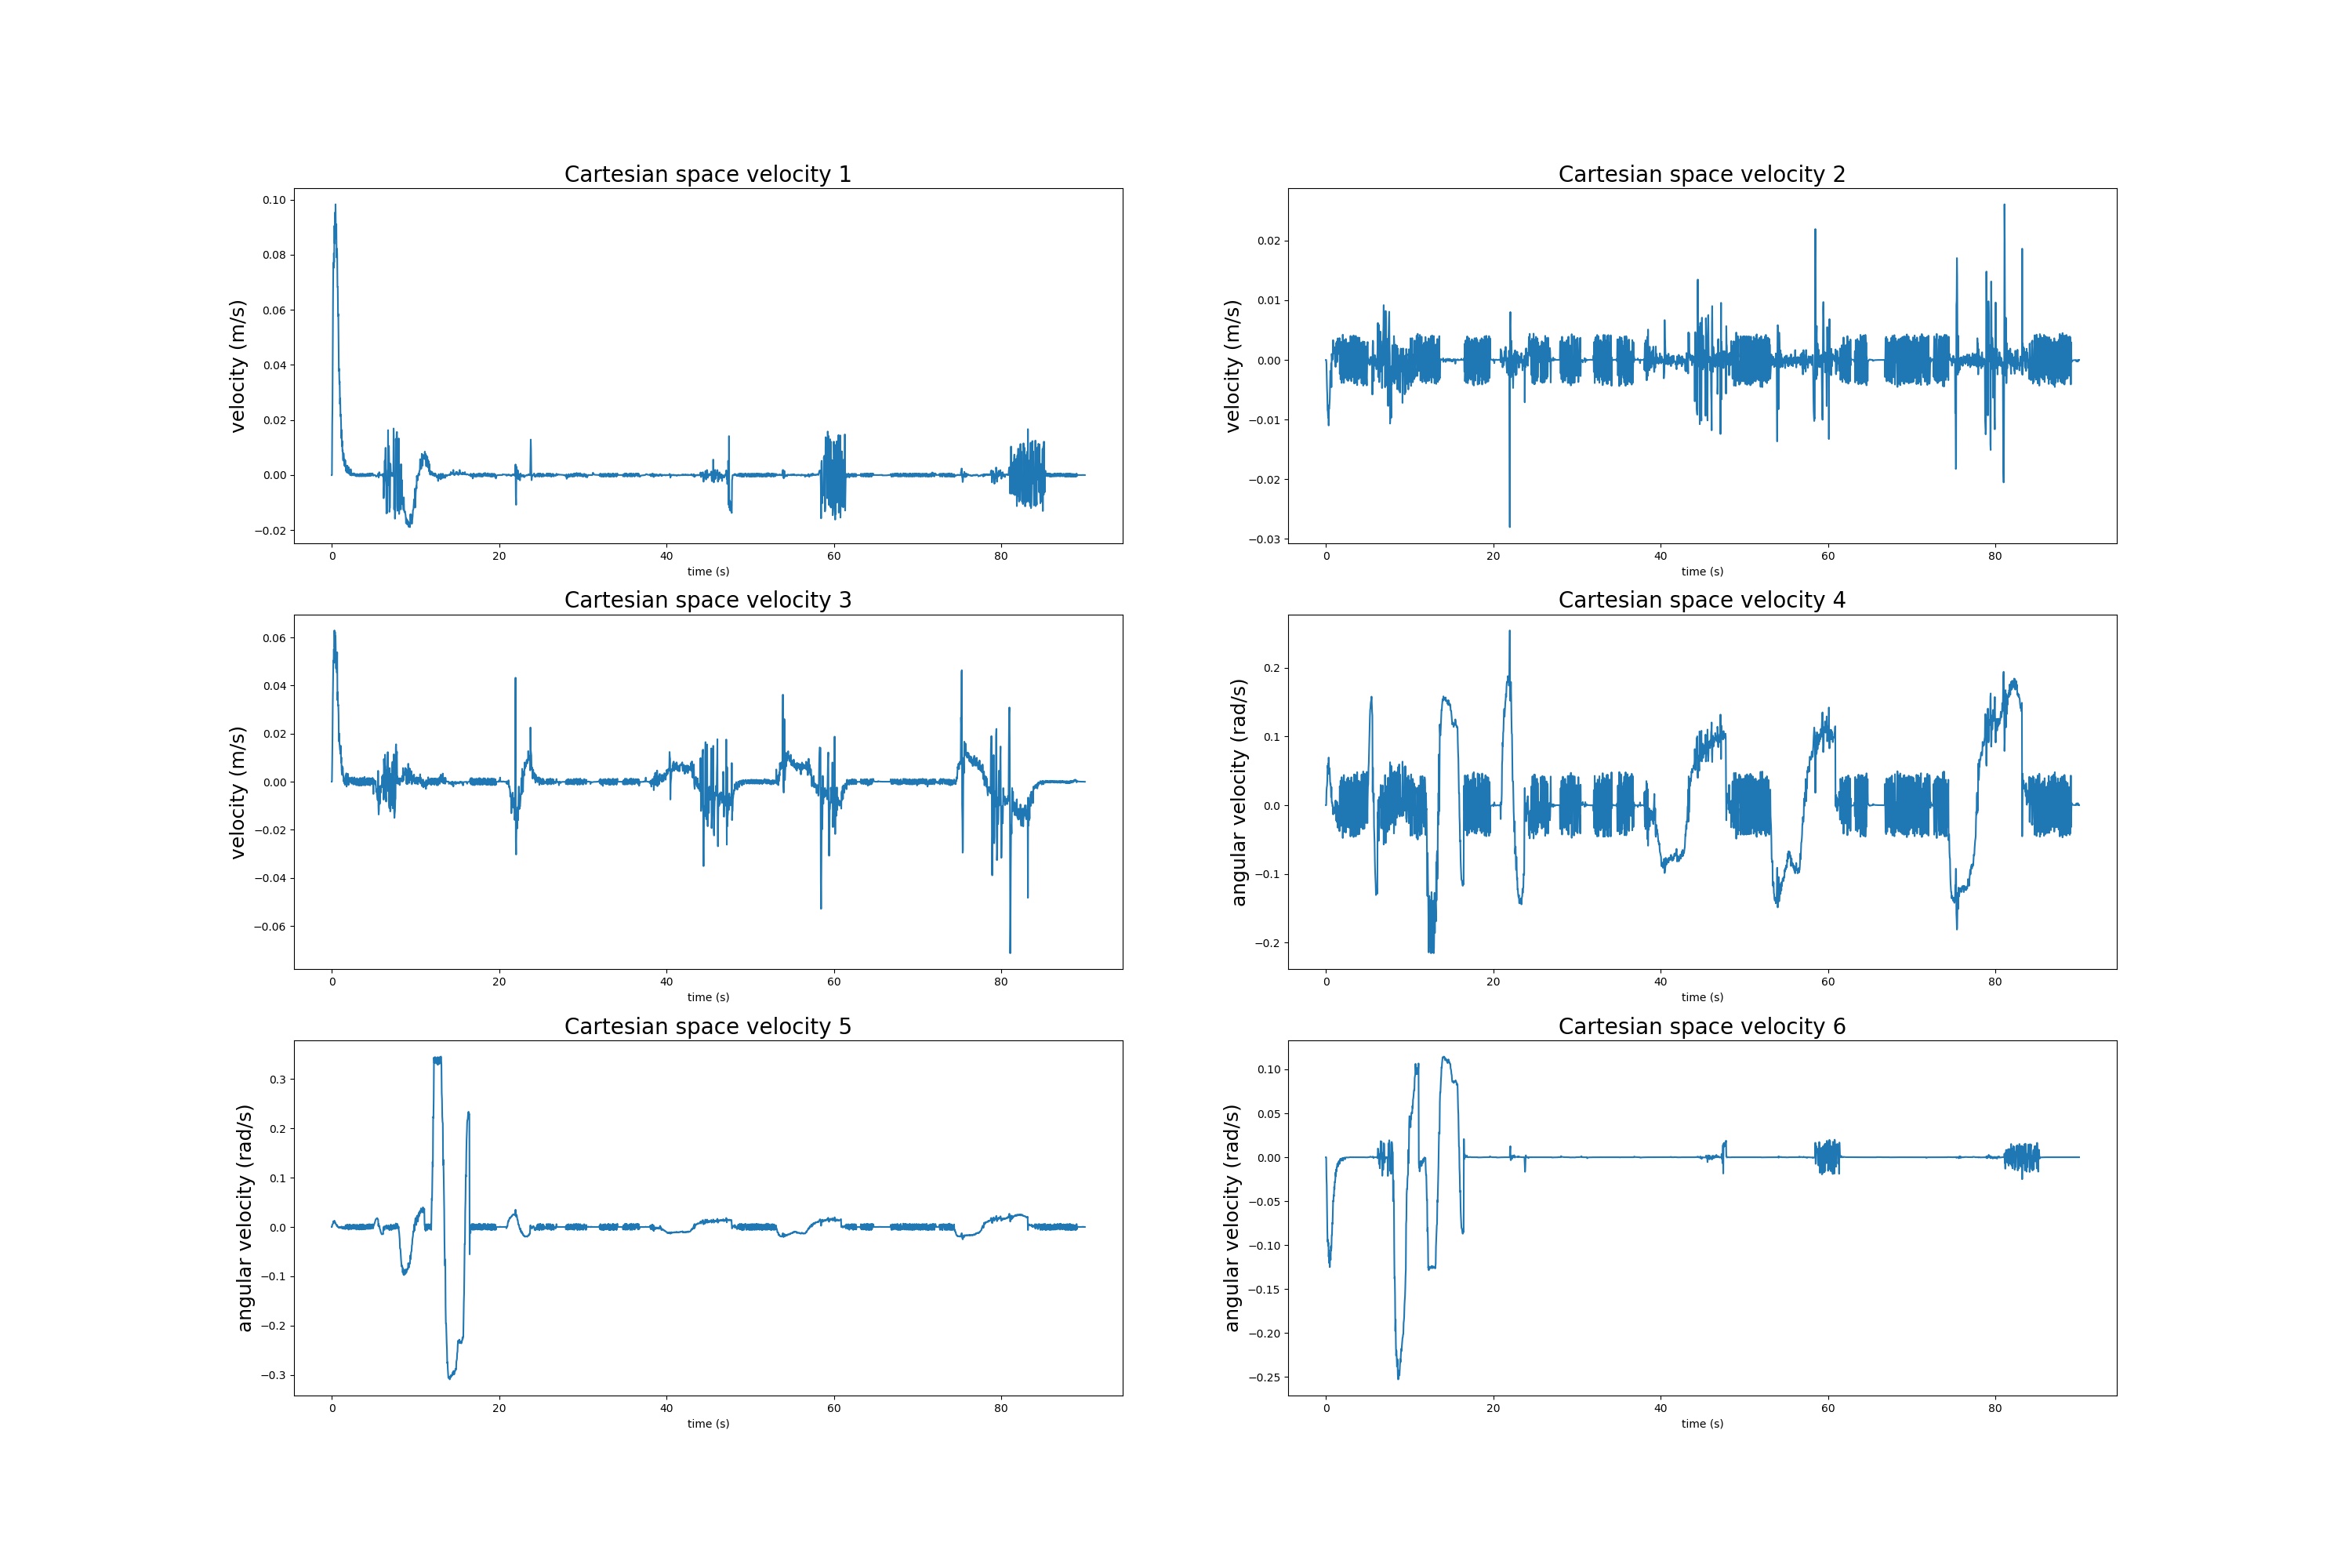 Cartesian space velocity 1
velocity (m/s)
0.10
0.08
0.06
0.04
0.02
0.00
−0.02
0 20 40 60 80
time (s)
Cartesian space velocity 2
velocity (m/s)
0.02
0.01
0.00
−0.01
−0.02
−0.03
0 20 40 60 80
time (s)
Cartesian space velocity 3
velocity (m/s)
0.06
0.04
0.02
0.00
−0.02
−0.04
−0.06
0 20 40 60 80
time (s)
Cartesian space velocity 4
angular velocity (rad/s)
0.2
0.1
0.0
−0.1
−0.2
0 20 40 60 80
time (s)
Cartesian space velocity 5
angular velocity (rad/s)
0.3
0.2
0.1
0.0
−0.1
−0.2
−0.3
0 20 40 60 80
time (s)
Cartesian space velocity 6
angular velocity (rad/s)
0.10
0.05
0.00
−0.05
−0.10
−0.15
−0.20
−0.25
0 20 40 60 80
time (s)